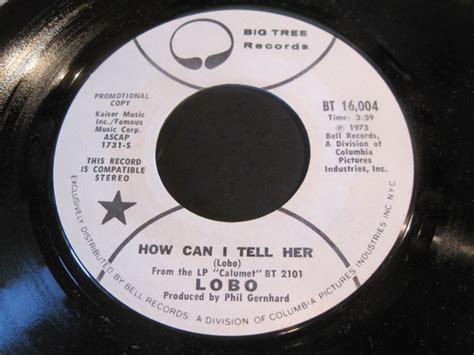 BIG TREE
Records
PROMOTIONAL
COPY
Kaiser Music
Inc./Famous
Music Corp.
ASCAP
1731-S
THIS RECORD
IS COMPATIBLE
STEREO
BT 16,004
Time: 3:59
Ⓟ 1973
Bell Records,
A Division of
Columbia
Pictures
Industries, Inc.
HOW CAN I TELL HER
(Lobo)
From the LP "Calumet" BT 2101
LOBO
Produced by Phil Gernhard
EXCLUSIVELY DISTRIBUTED BY BELL RECORDS. A DIVISION OF COLUMBIA PICTURES INDUSTRIES INC NYC